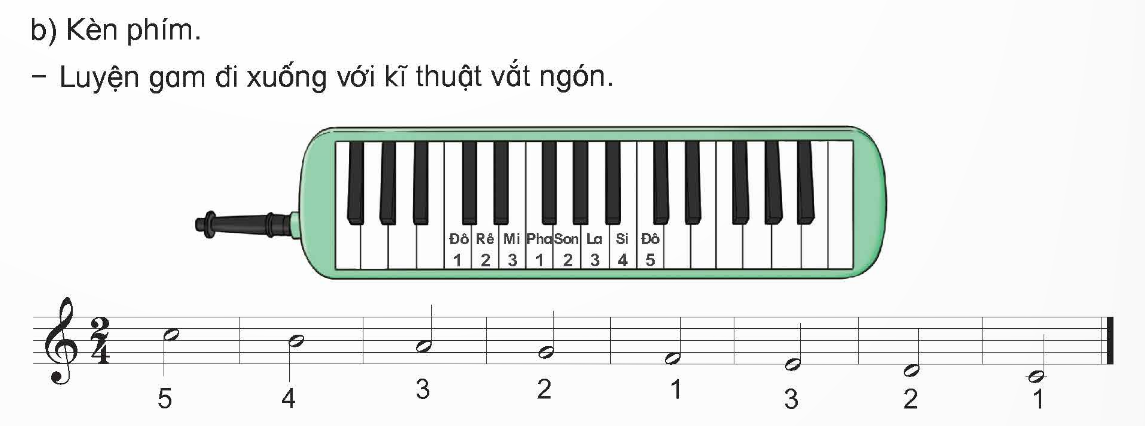 b) Kèn phím.
– Luyện gam đi xuống với kĩ thuật vắt ngón.
Đô Rê Mi Pha Son La Si Đô
1 2 3 1 2 3 4 5
2
4
5 4 3 2 1 3 2 1